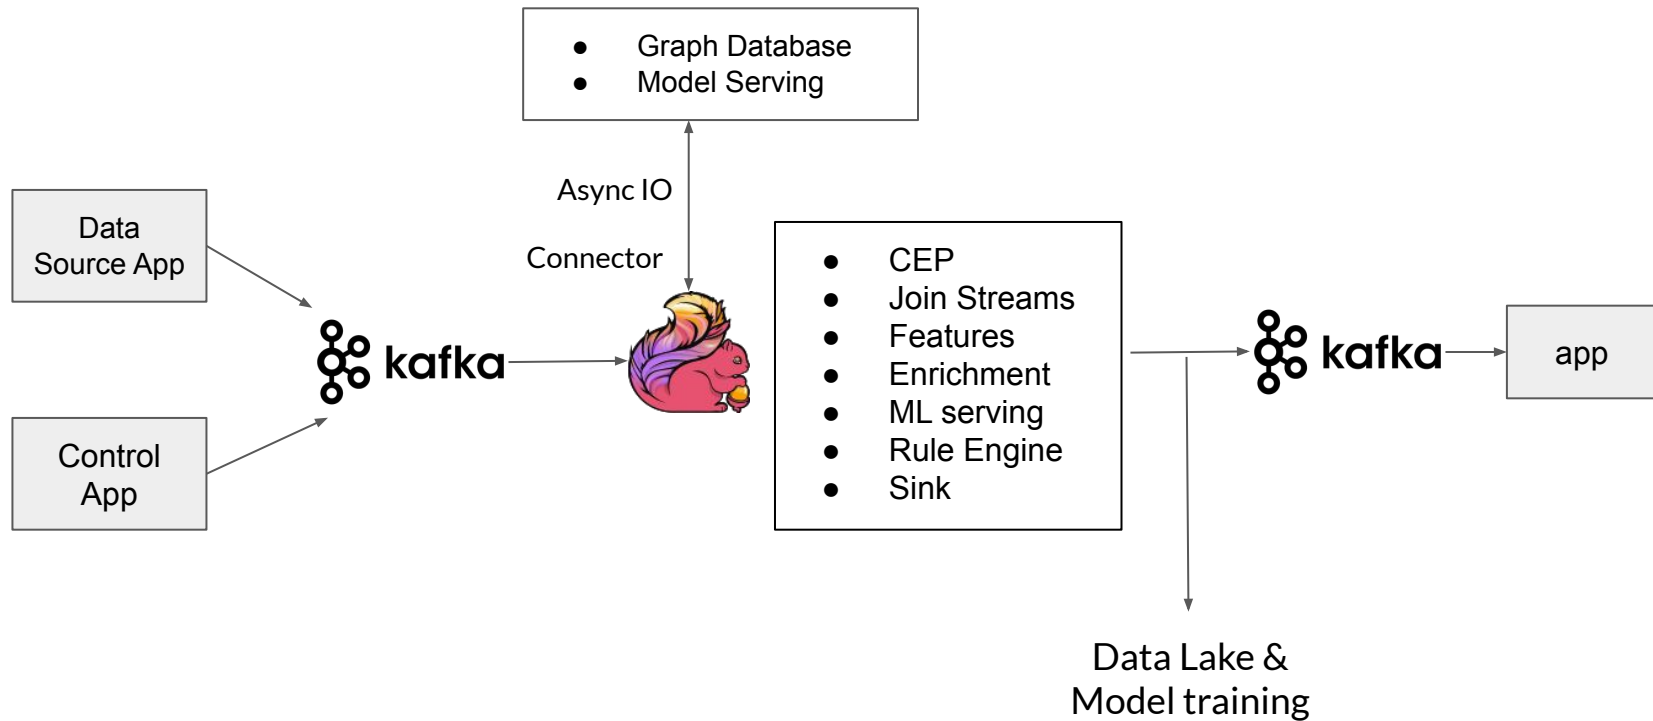 ● Graph Database
● Model Serving
Async IO
Connector
Data
Source App
Control
App
kafka
● CEP
● Join Streams
● Features
● Enrichment
● ML serving
● Rule Engine
● Sink
kafka
app
Data Lake &
Model training